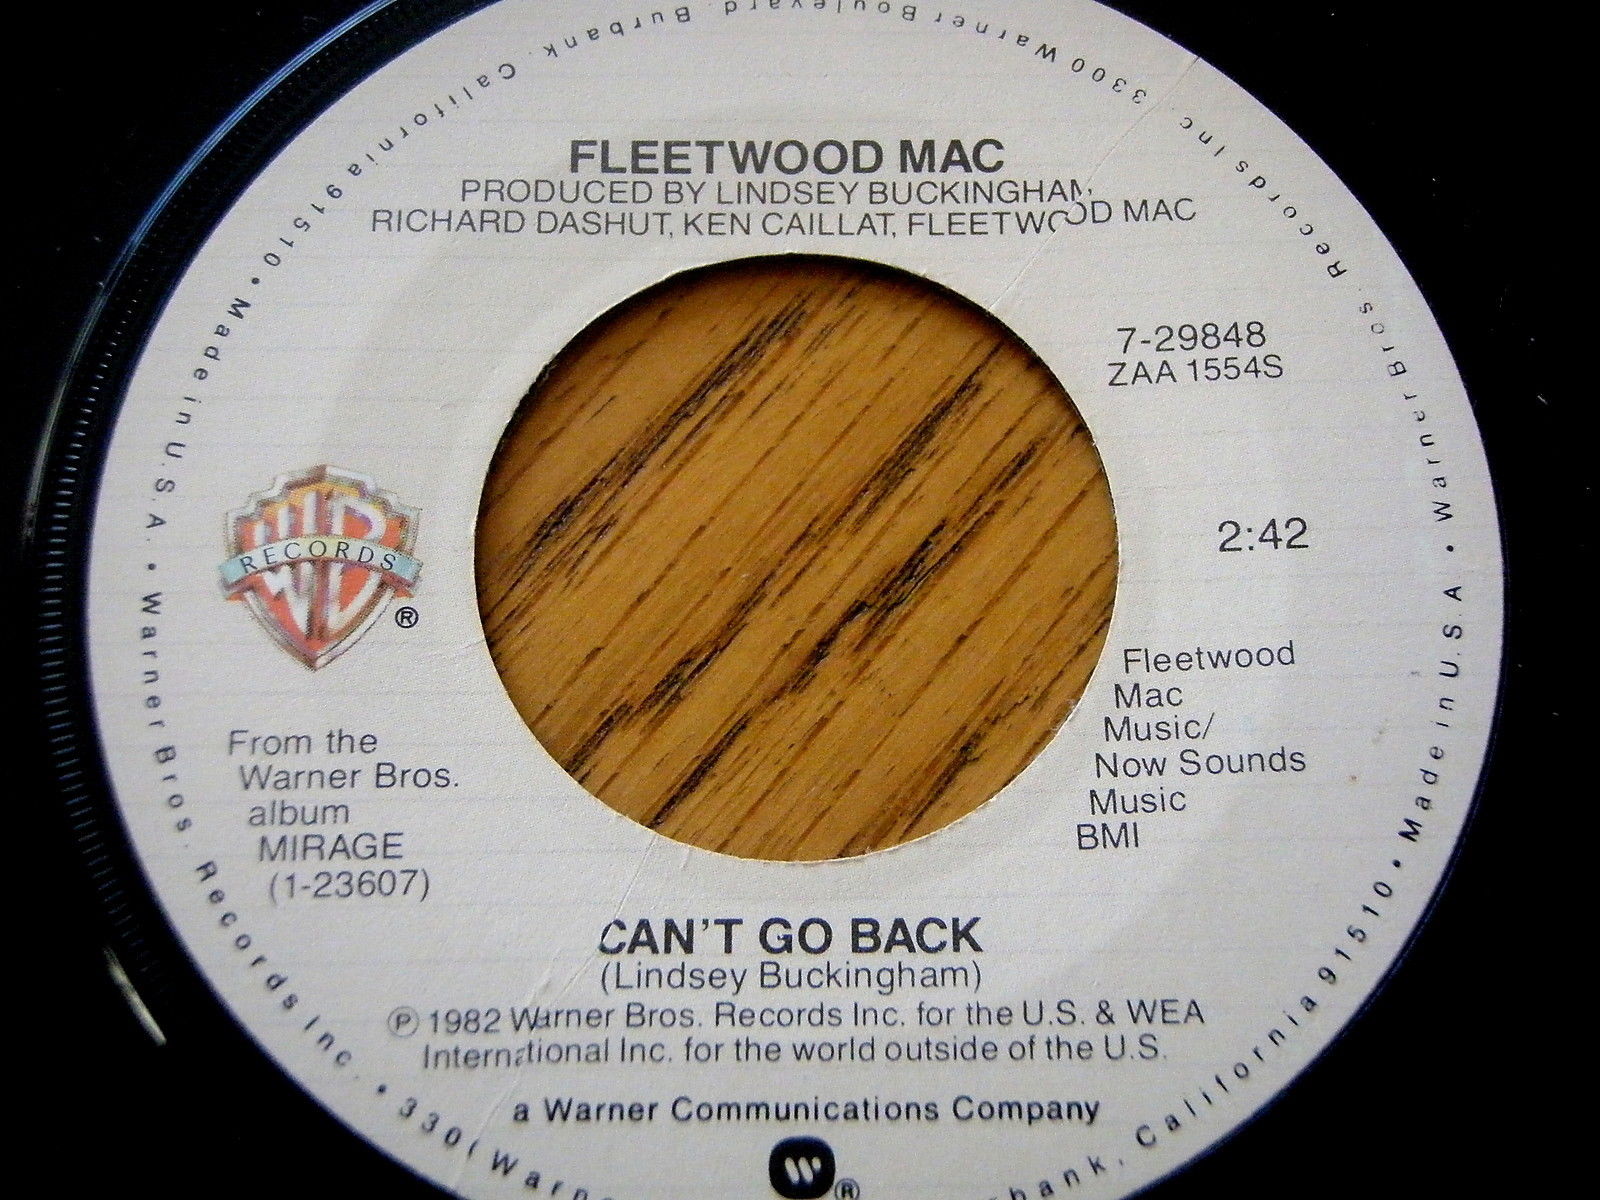 FLEETWOOD MAC
PRODUCED BY LINDSEY BUCKINGHAM,
RICHARD DASHUT, KEN CAILLAT, FLEETWOOD MAC
7-29848
ZAA 1554S
2:42
RECORDS
®
Fleetwood
Mac
Music/
Now Sounds
Music
BMI
From the
Warner Bros.
album
MIRAGE
(1-23607)
CAN'T GO BACK
(Lindsey Buckingham)
℗ 1982 Warner Bros. Records Inc. for the U.S. & WEA
International Inc. for the world outside of the U.S.
a Warner Communications Company
®
Warner Bros. Records Inc. 3300 Warner Boulevard, Burbank, California 91510 • Made in U.S.A. • Warner Bros. Records Inc. • 330 Warn
bank, California 91510 • Made in U.S.A. •